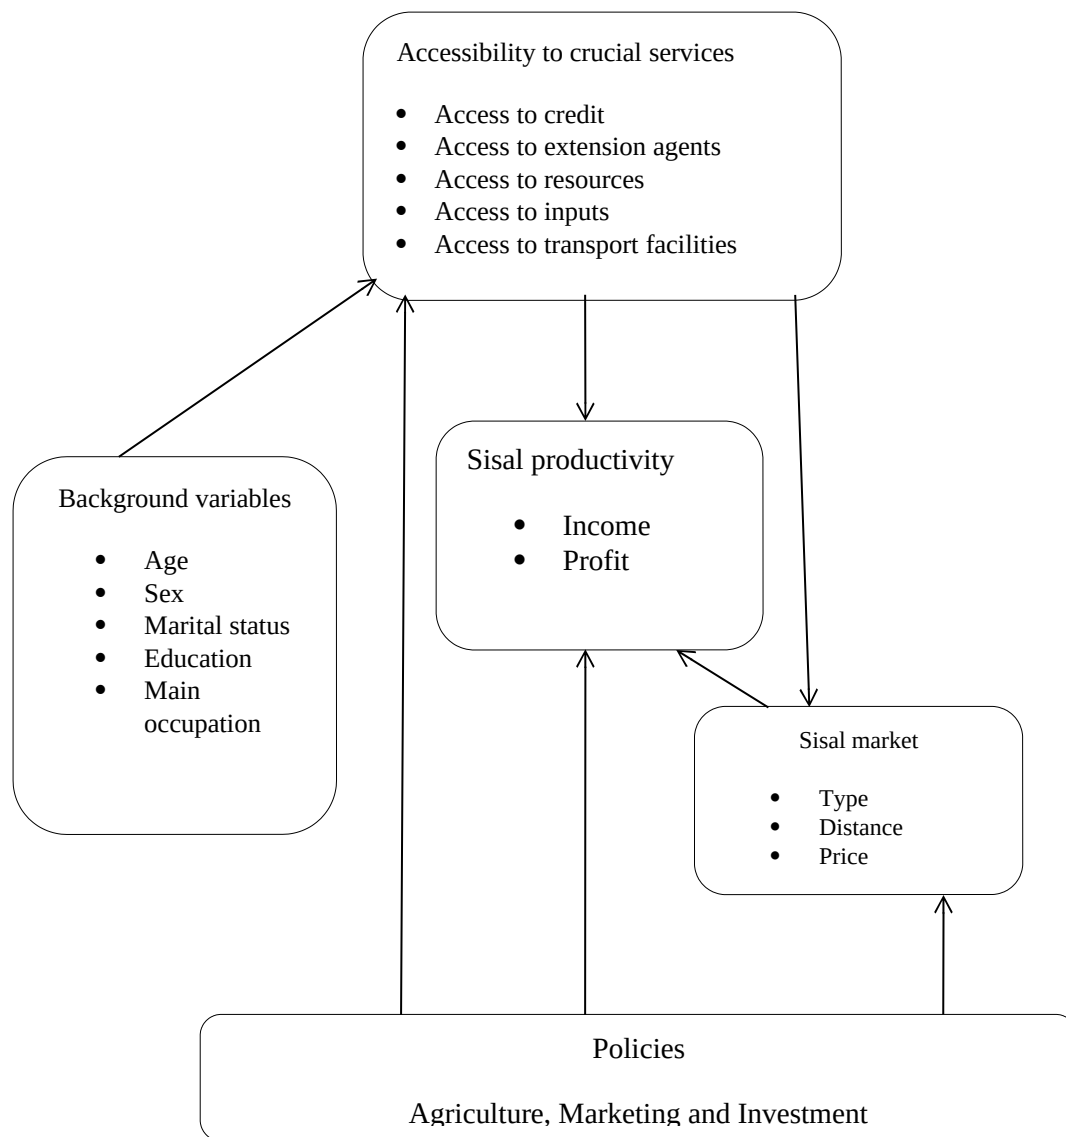 Accessibility to crucial services
• Access to credit
• Access to extension agents
• Access to resources
• Access to inputs
• Access to transport facilities
Sisal productivity
• Income
• Profit
Background variables
• Age
• Sex
• Marital status
• Education
• Main
occupation
Sisal market
• Type
• Distance
• Price
Policies
Agriculture, Marketing and Investment